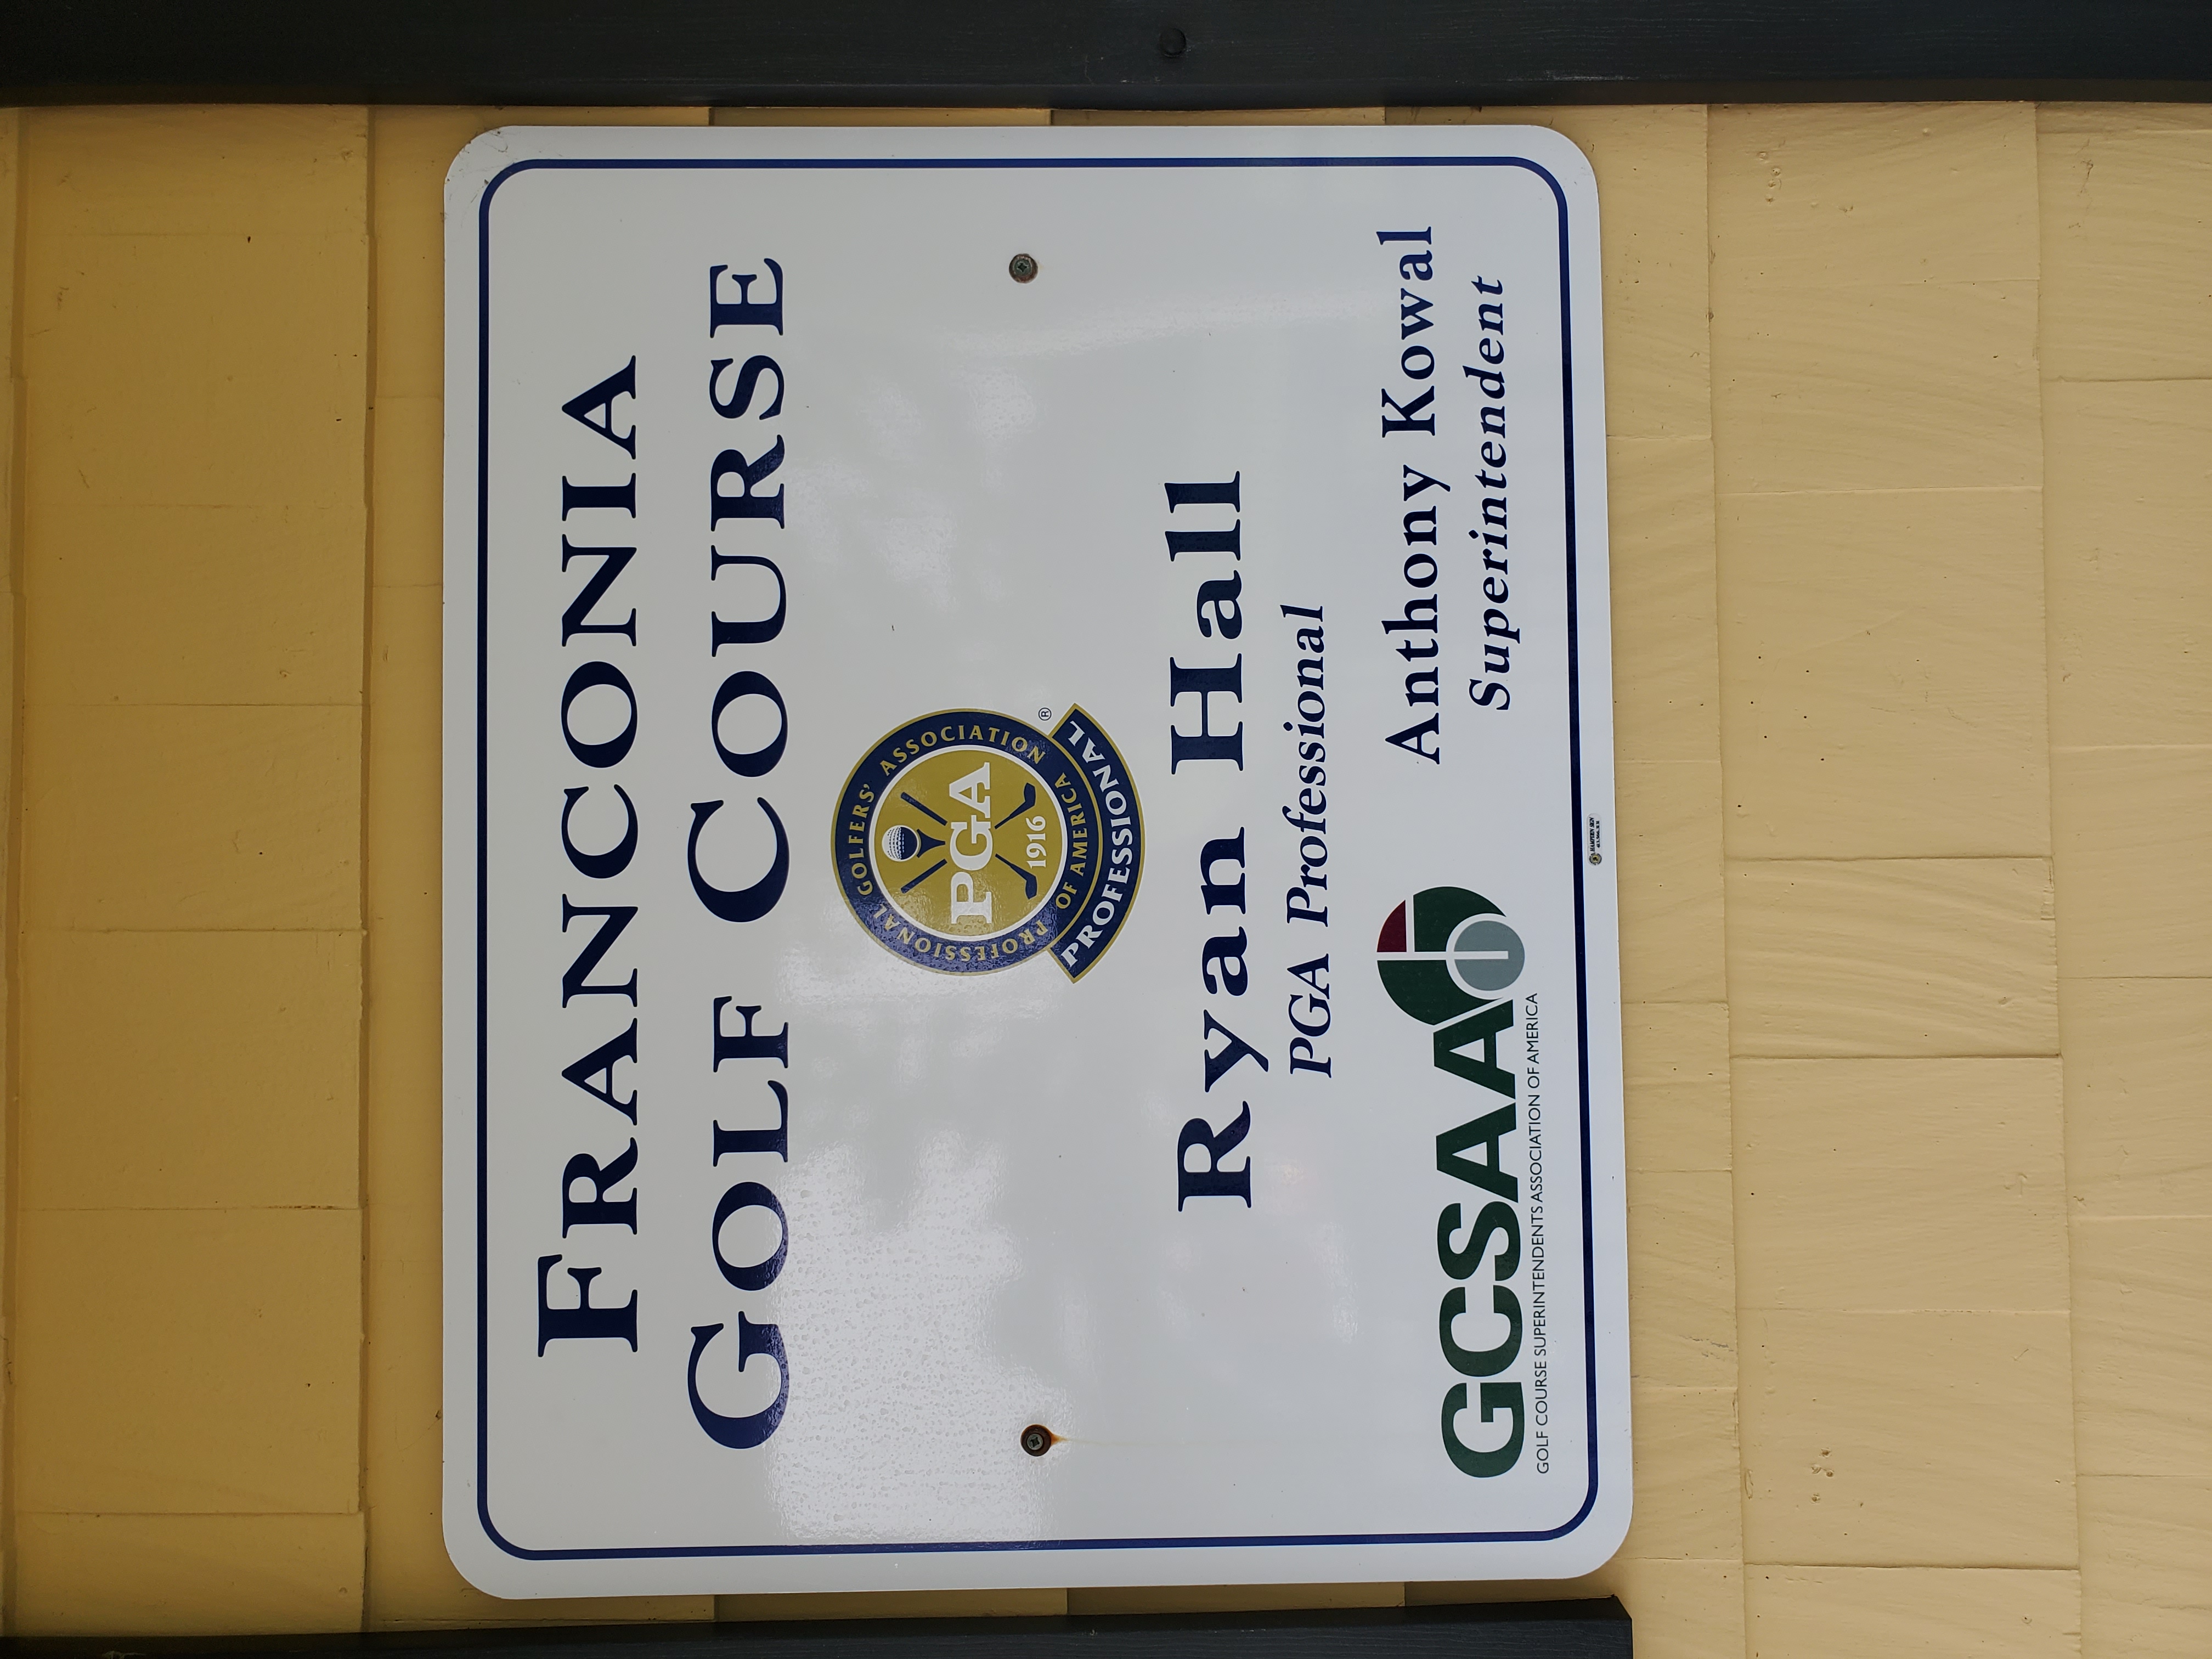 FRANCONIA
GOLF COURSE
PROFESSIONAL GOLFERS' ASSOCIATION
OF AMERICA
PGA
1916
®
PROFESSIONAL
Ryan Hall
PGA Professional
Anthony Kowal
Superintendent
GCSAA
GOLF COURSE SUPERINTENDENTS ASSOCIATION OF AMERICA